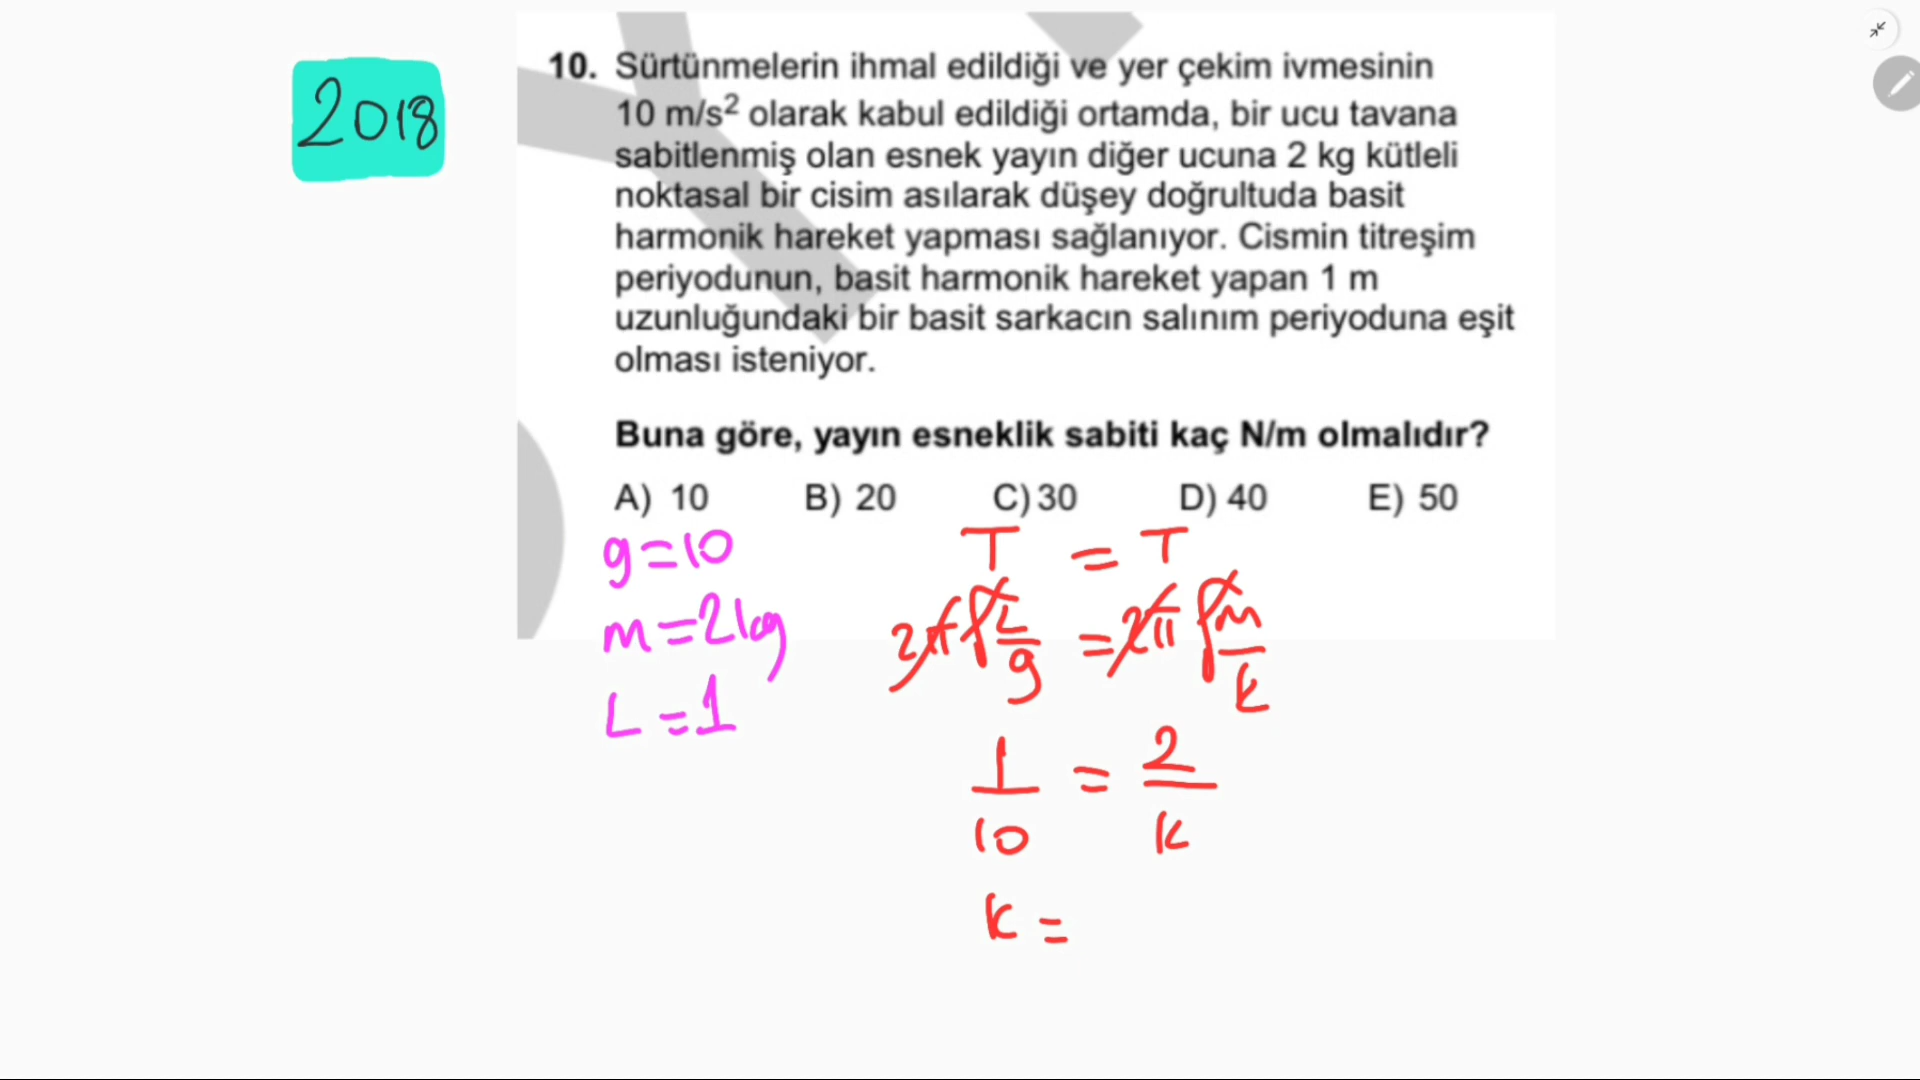 2018
10. Sürtünmelerin ihmal edildiği ve yer çekim ivmesinin
10 m/s² olarak kabul edildiği ortamda, bir ucu tavana
sabitlenmiş olan esnek yayın diğer ucuna 2 kg kütleli
noktasal bir cisim asılarak düşey doğrultuda basit
harmonik hareket yapması sağlanıyor. Cismin titreşim
periyodunun, basit harmonik hareket yapan 1 m
uzunluğundaki bir basit sarkacın salınım periyoduna eşit
olması isteniyor.
Buna göre, yayın esneklik sabiti kaç N/m olmalıdır?
A) 10 B) 20 C) 30 D) 40 E) 50
g=10
m=2kg
L=1
T = T
2π √L/g = 2π √m/k
1/10 = 2/k
k =